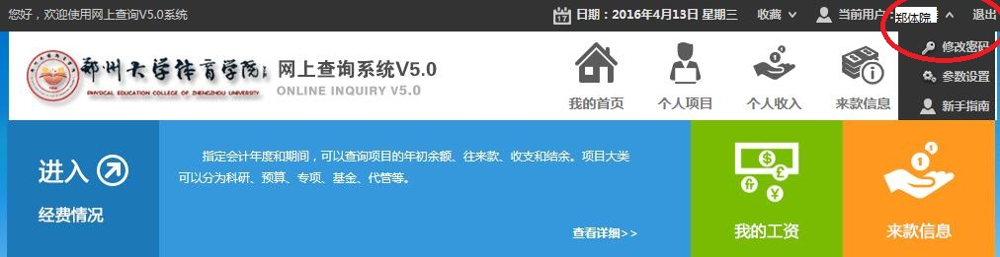 您好，欢迎使用网上查询V5.0系统
17
日期：2016年4月13日 星期三
收藏
当前用户：郑体院
退出
修改密码
参数设置
新手指南
郑州大学体育学院
PHYSICAL EDUCATION COLLEGE OF ZHENGZHOU UNIVERSITY
网上查询系统V5.0
ONLINE INQUIRY V5.0
我的首页
个人项目
个人收入
来款信息
进入
经费情况
指定会计年度和期间，可以查询项目的年初余额、往来款、收支和结余。项目大类
可以分为科研、预算、专项、基金、代管等。
查看详细>>
我的工资
来款信息